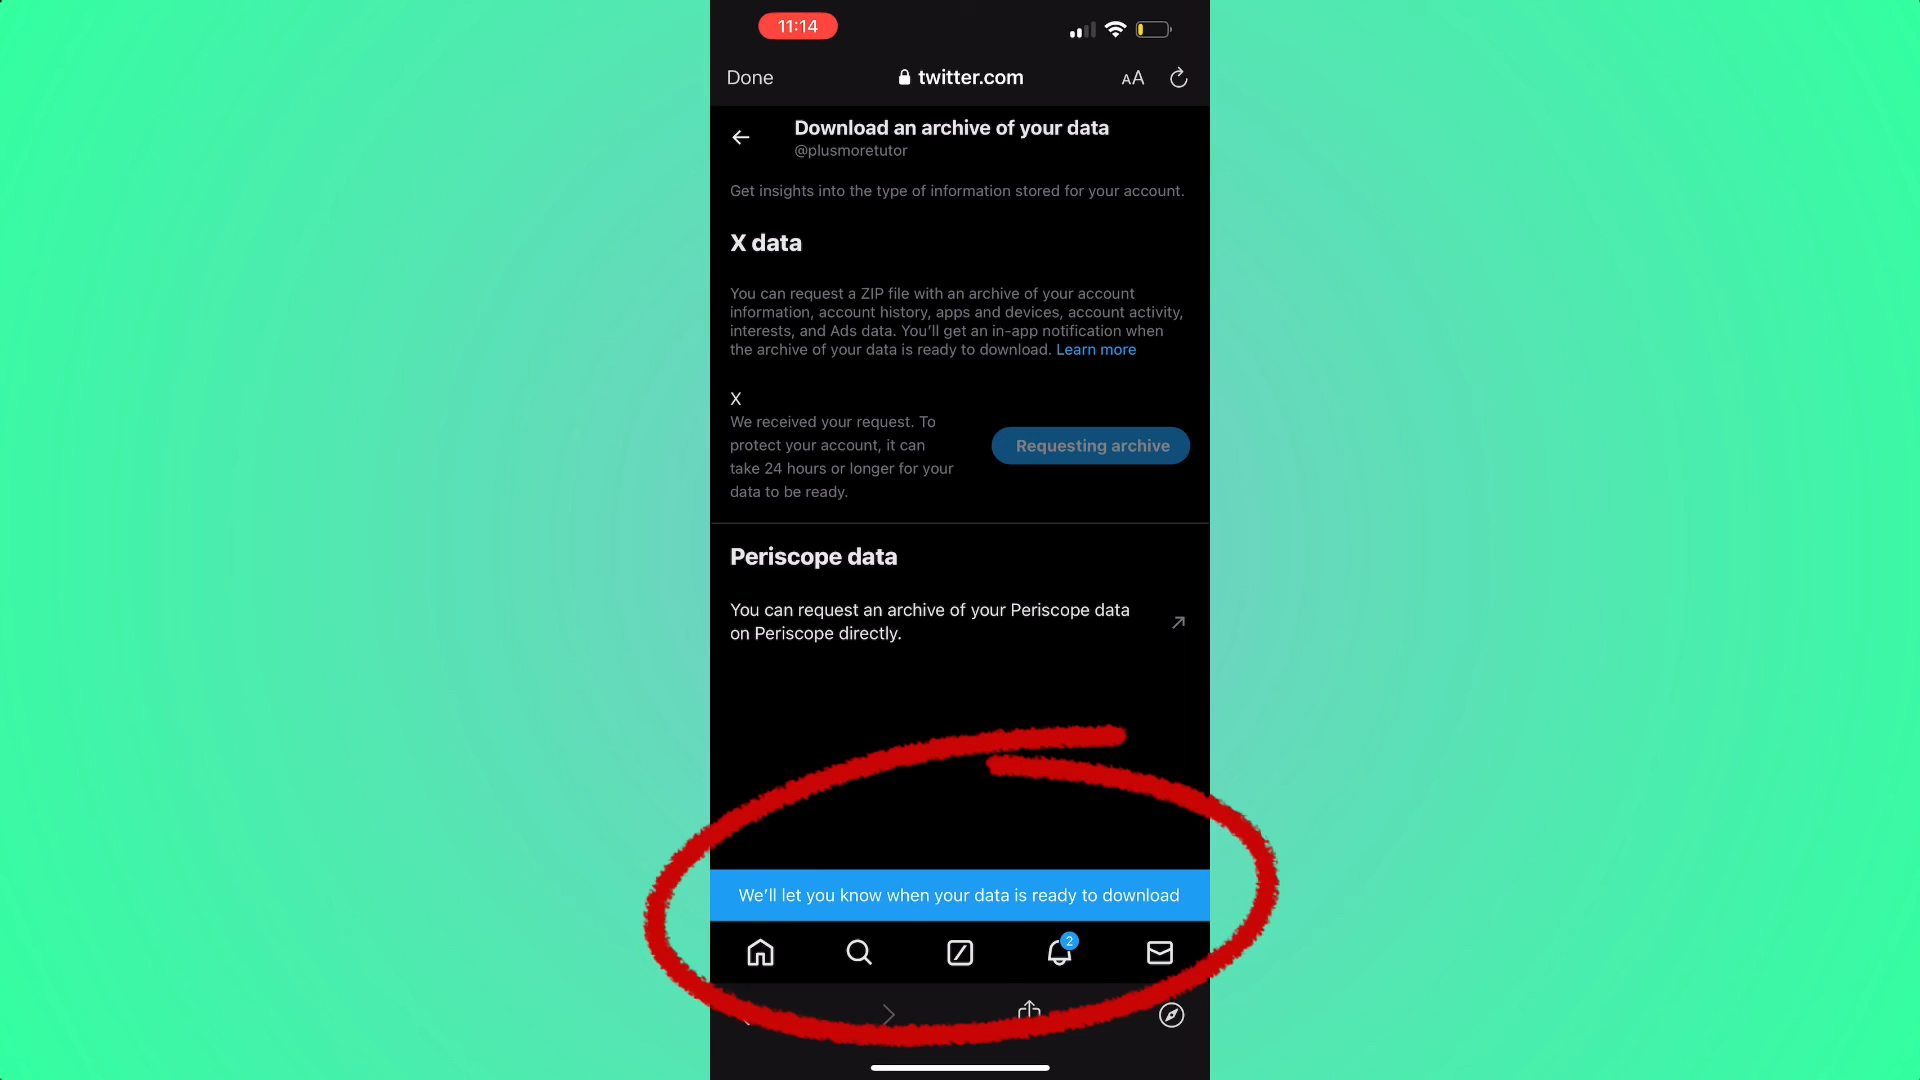 11:14
Done
twitter.com
AA
Download an archive of your data
@plusmoretutor
Get insights into the type of information stored for your account.
X data
You can request a ZIP file with an archive of your account
information, account history, apps and devices, account activity,
interests, and Ads data. You’ll get an in-app notification when
the archive of your data is ready to download. Learn more
X
We received your request. To
protect your account, it can
take 24 hours or longer for your
data to be ready.
Requesting archive
Periscope data
You can request an archive of your Periscope data
on Periscope directly.
We’ll let you know when your data is ready to download
2